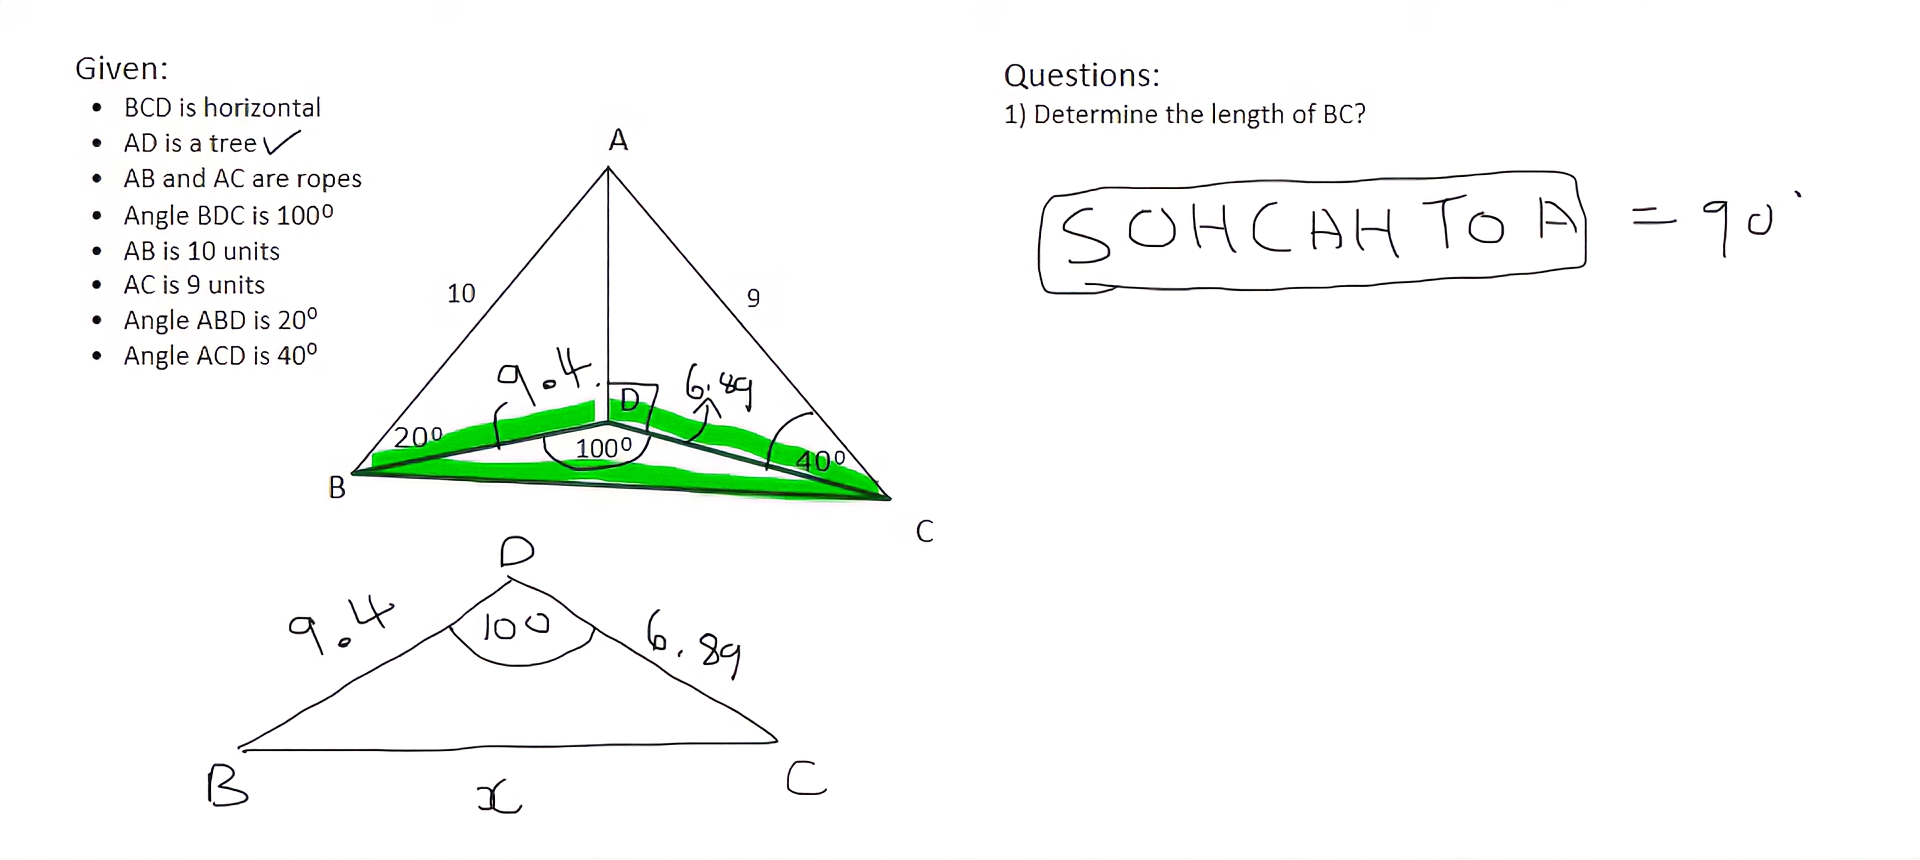 Given:
• BCD is horizontal
• AD is a tree ✓
• AB and AC are ropes
• Angle BDC is 100⁰
• AB is 10 units
• AC is 9 units
• Angle ABD is 20⁰
• Angle ACD is 40⁰
A
10
9
9.4
6.89
D
20⁰
100⁰
40⁰
B
C
D
9.4
100
6.89
B
x
C
Questions:
1) Determine the length of BC?
SOHCAHTOA = 90°